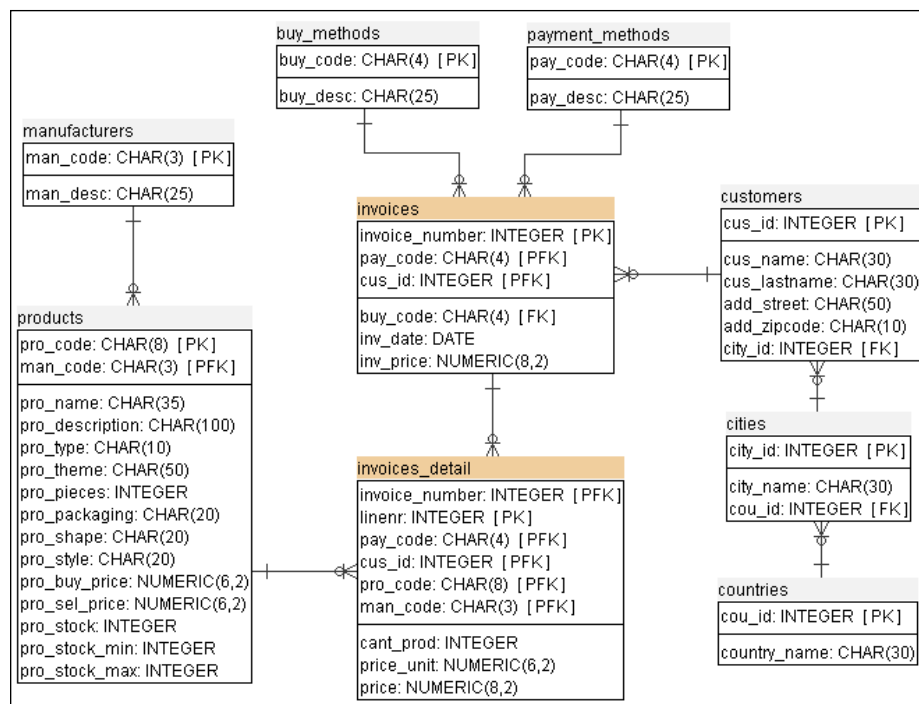 buy_methods
buy_code: CHAR(4) [PK]
buy_desc: CHAR(25)
payment_methods
pay_code: CHAR(4) [PK]
pay_desc: CHAR(25)
manufacturers
man_code: CHAR(3) [PK]
man_desc: CHAR(25)
invoices
invoice_number: INTEGER [PK]
pay_code: CHAR(4) [PFK]
cus_id: INTEGER [PFK]
buy_code: CHAR(4) [FK]
inv_date: DATE
inv_price: NUMERIC(8,2)
customers
cus_id: INTEGER [PK]
cus_name: CHAR(30)
cus_lastname: CHAR(30)
add_street: CHAR(50)
add_zipcode: CHAR(10)
city_id: INTEGER [FK]
products
pro_code: CHAR(8) [PK]
man_code: CHAR(3) [PFK]
pro_name: CHAR(35)
pro_description: CHAR(100)
pro_type: CHAR(10)
pro_theme: CHAR(50)
pro_pieces: INTEGER
pro_packaging: CHAR(20)
pro_shape: CHAR(20)
pro_style: CHAR(20)
pro_buy_price: NUMERIC(6,2)
pro_sel_price: NUMERIC(6,2)
pro_stock: INTEGER
pro_stock_min: INTEGER
pro_stock_max: INTEGER
invoices_detail
invoice_number: INTEGER [PFK]
linenr: INTEGER [PK]
pay_code: CHAR(4) [PFK]
cus_id: INTEGER [PFK]
pro_code: CHAR(8) [PFK]
man_code: CHAR(3) [PFK]
cant_prod: INTEGER
price_unit: NUMERIC(6,2)
price: NUMERIC(8,2)
cities
city_id: INTEGER [PK]
city_name: CHAR(30)
cou_id: INTEGER [FK]
countries
cou_id: INTEGER [PK]
country_name: CHAR(30)